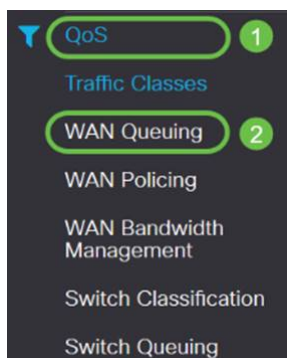 QoS 1
Traffic Classes
WAN Queuing 2
WAN Policing
WAN Bandwidth
Management
Switch Classification
Switch Queuing